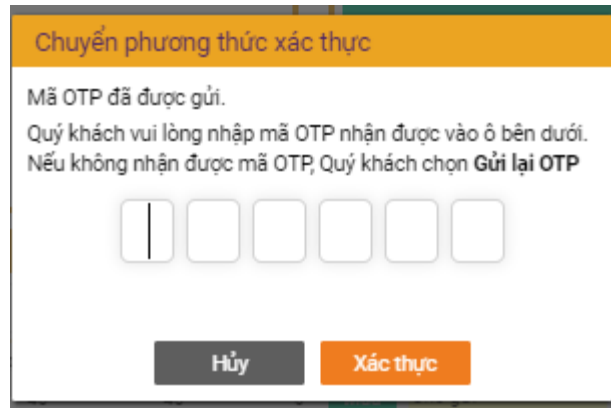 Chuyển phương thức xác thực
Mã OTP đã được gửi.
Quý khách vui lòng nhập mã OTP nhận được vào ô bên dưới.
Nếu không nhận được mã OTP, Quý khách chọn Gửi lại OTP
Hủy
Xác thực